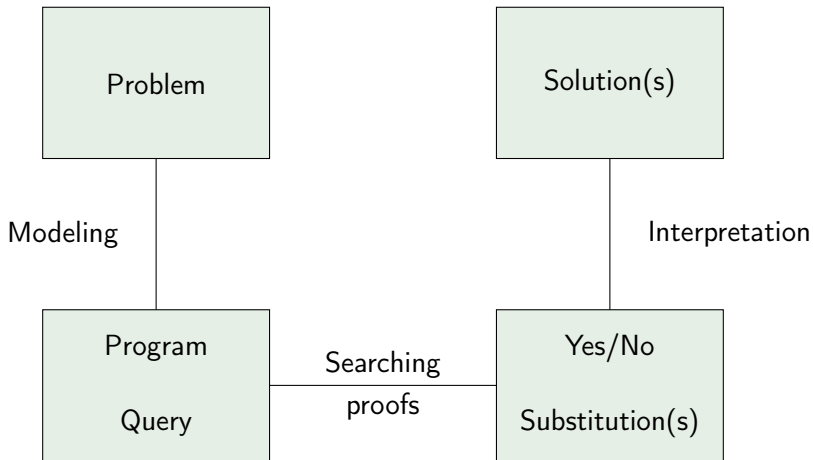 Problem
Solution(s)
Modeling
Interpretation
Program
Query
Searching
proofs
Yes/No
Substitution(s)